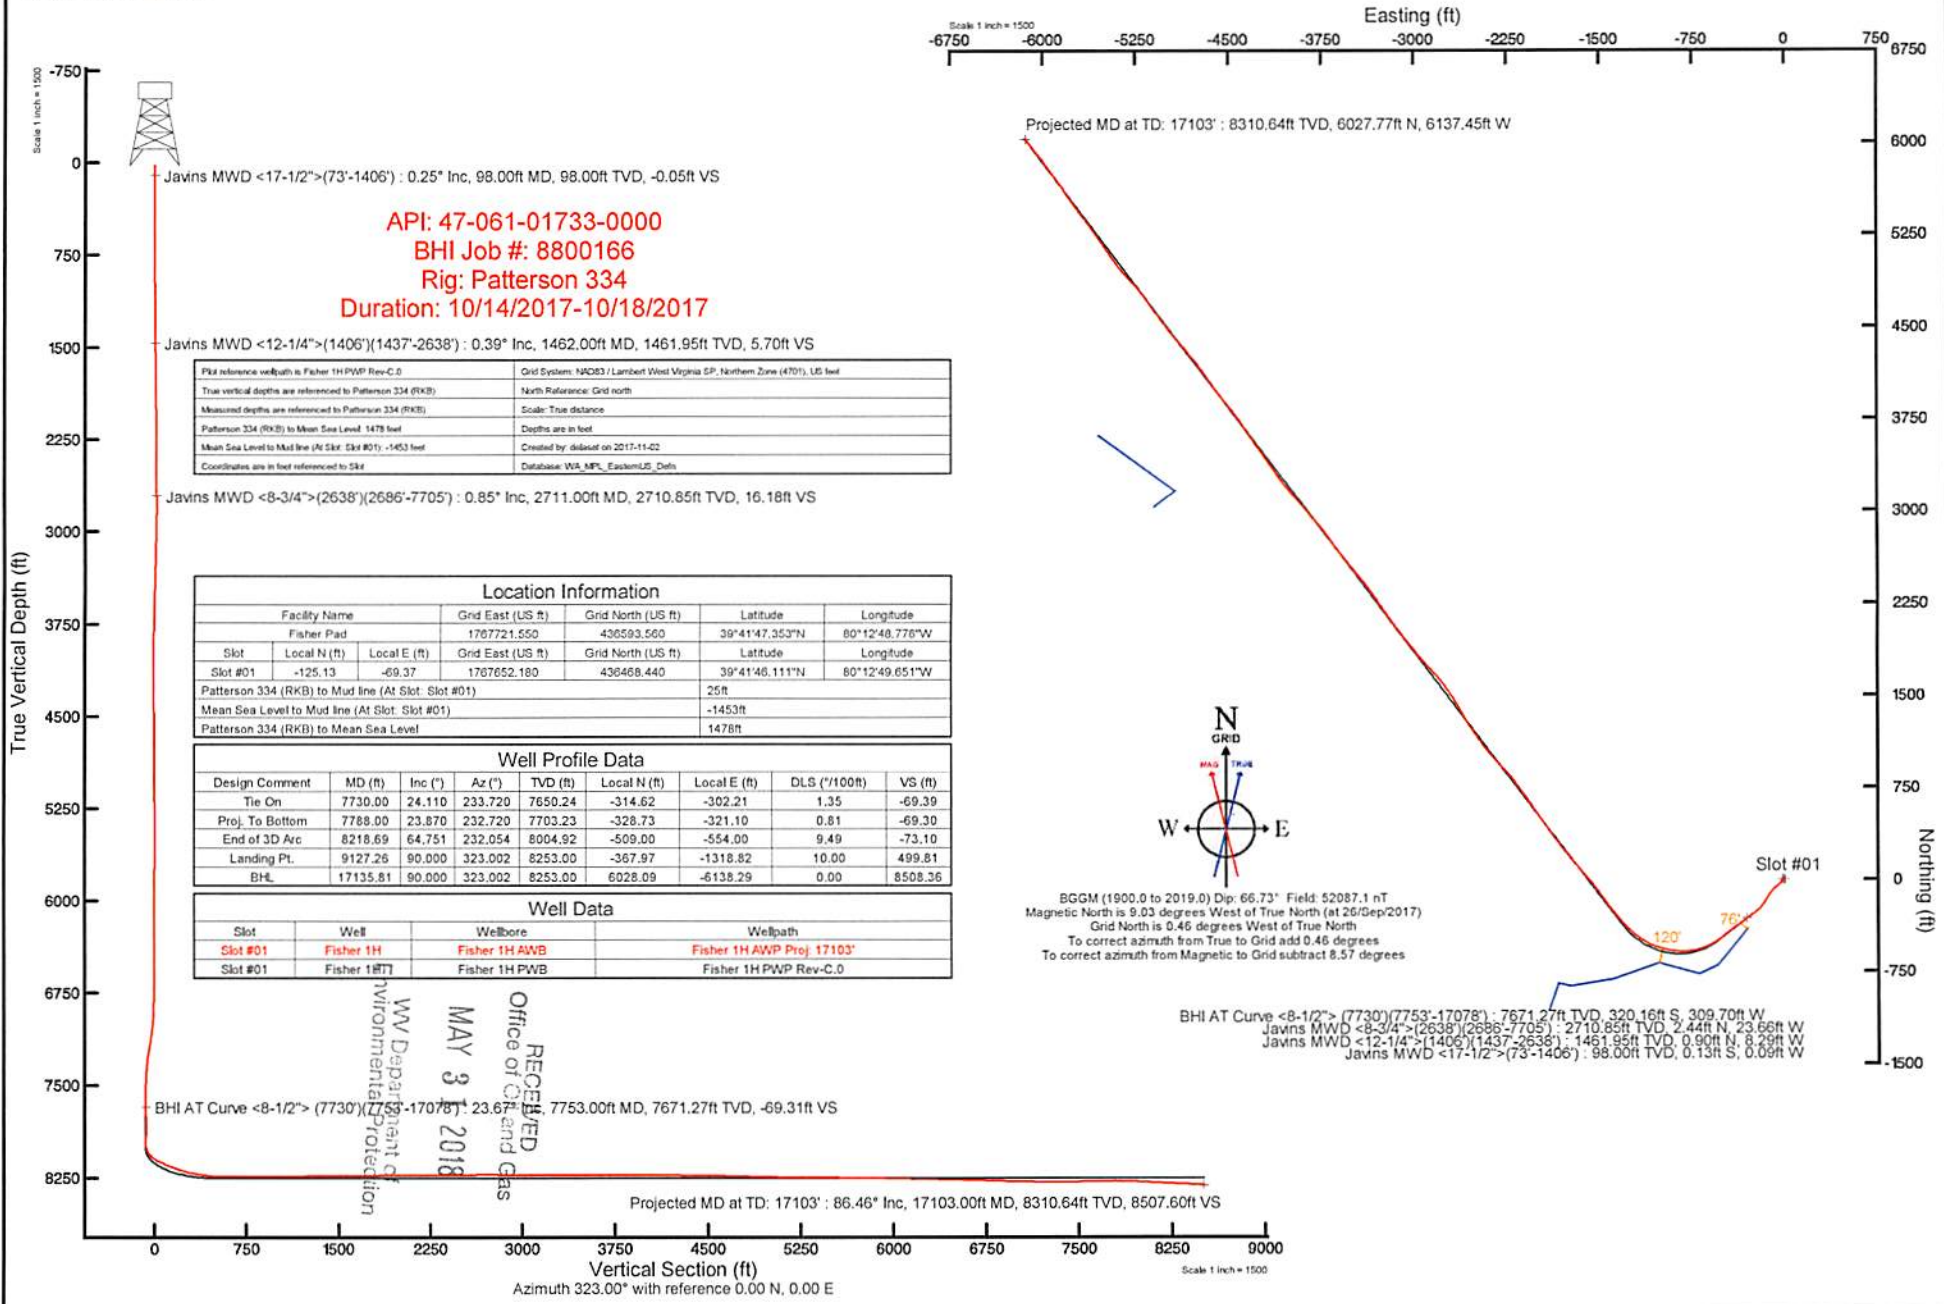 Scale 1 inch = 1500
-750
0
750
1500
2250
3000
3750
4500
5250
6000
6750
7500
8250
True Vertical Depth (ft)
Javins MWD <17-1/2">(73'-1406') : 0.25° Inc, 98.00ft MD, 98.00ft TVD, -0.05ft VS
API: 47-061-01733-0000
BHI Job #: 8800166
Rig: Patterson 334
Duration: 10/14/2017-10/18/2017
Javins MWD <12-1/4">(1406')(1437'-2638') : 0.39° Inc, 1462.00ft MD, 1461.95ft TVD, 5.70ft VS
Plot reference wellpath is Fisher 1H PWP Rev-C.0 Grid System: NAD83 / Lambert West Virginia SP, Northern Zone (4701), US feet
True vertical depths are referenced to Patterson 334 (RKB) North Reference: Grid north
Measured depths are referenced to Patterson 334 (RKB) Scale: True distance
Patterson 334 (RKB) to Mean Sea Level: 1478 feet Depths are in feet
Mean Sea Level to Mud line (At Slot: Slot #01): -1453 feet Created by: on 2017-11-02
Coordinates are in feet referenced to Slot Database: WA_MPL_EasternUS_Defn
Javins MWD <8-3/4">(2638')(2686'-7705') : 0.85° Inc, 2711.00ft MD, 2710.85ft TVD, 16.18ft VS
Location Information
Facility Name Grid East (US ft) Grid North (US ft) Latitude Longitude
Fisher Pad 1767721.550 436593.560 39°41'47.353"N 80°12'48.776"W
Slot Local N (ft) Local E (ft) Grid East (US ft) Grid North (US ft) Latitude Longitude
Slot #01 -125.13 -69.37 1767652.180 436468.440 39°41'46.111"N 80°12'49.651"W
Patterson 334 (RKB) to Mud line (At Slot: Slot #01) 25ft
Mean Sea Level to Mud line (At Slot: Slot #01) -1453ft
Patterson 334 (RKB) to Mean Sea Level 1478ft
Well Profile Data
Design Comment MD (ft) Inc (°) Az (°) TVD (ft) Local N (ft) Local E (ft) DLS (°/100ft) VS (ft)
Tie On 7730.00 24.110 233.720 7650.24 -314.62 -302.21 1.35 -69.39
Proj. To Bottom 7788.00 23.870 232.720 7703.23 -328.73 -321.10 0.81 -69.30
End of 3D Arc 8218.69 64.751 232.054 8004.92 -509.00 -554.00 9.49 -73.10
Landing Pt. 9127.26 90.000 323.002 8253.00 -367.97 -1318.82 10.00 499.81
BHL 17135.81 90.000 323.002 8253.00 6028.09 -6138.29 0.00 8508.36
Well Data
Slot Well Wellbore Wellpath
Slot #01 Fisher 1H Fisher 1H AWB Fisher 1H AWP Proj: 17103'
Slot #01 Fisher Fisher 1H PWB Fisher 1H PWP Rev-C.0
RECEIVED
Office of Oil and Gas
MAY 31 2018
WV Department of
Environmental Protection
BHI AT Curve <8-1/2"> (7730')(7753'-17078') : 23.67° Inc, 7753.00ft MD, 7671.27ft TVD, -69.31ft VS
Projected MD at TD: 17103' : 86.46° Inc, 17103.00ft MD, 8310.64ft TVD, 8507.60ft VS
0 750 1500 2250 3000 3750 4500 5250 6000 6750 7500 8250 9000
Vertical Section (ft)
Azimuth 323.00° with reference 0.00 N, 0.00 E
Scale 1 inch = 1500
Easting (ft)
Scale 1 inch = 1500
-6750 -6000 -5250 -4500 -3750 -3000 -2250 -1500 -750 0 750
6750
6000
5250
4500
3750
3000
2250
1500
750
0
-750
-1500
Northing (ft)
Projected MD at TD: 17103' : 8310.64ft TVD, 6027.77ft N, 6137.45ft W
N
GRID
MAG TRUE
W E
BGGM (1900.0 to 2019.0) Dip: 66.73° Field: 52087.1 nT
Magnetic North is 9.03 degrees West of True North (at 26/Sep/2017)
Grid North is 0.46 degrees West of True North
To correct azimuth from True to Grid add 0.46 degrees
To correct azimuth from Magnetic to Grid subtract 8.57 degrees
Slot #01
76'
120'
BHI AT Curve <8-1/2"> (7730')(7753'-17078') : 7671.27ft TVD, 320.16ft S, 309.70ft W
Javins MWD <8-3/4">(2638')(2686'-7705') : 2710.85ft TVD, 2.44ft N, 23.66ft W
Javins MWD <12-1/4">(1406')(1437'-2638') : 1461.95ft TVD, 0.90ft N, 8.29ft W
Javins MWD <17-1/2">(73'-1406') : 98.00ft TVD, 0.13ft S, 0.09ft W